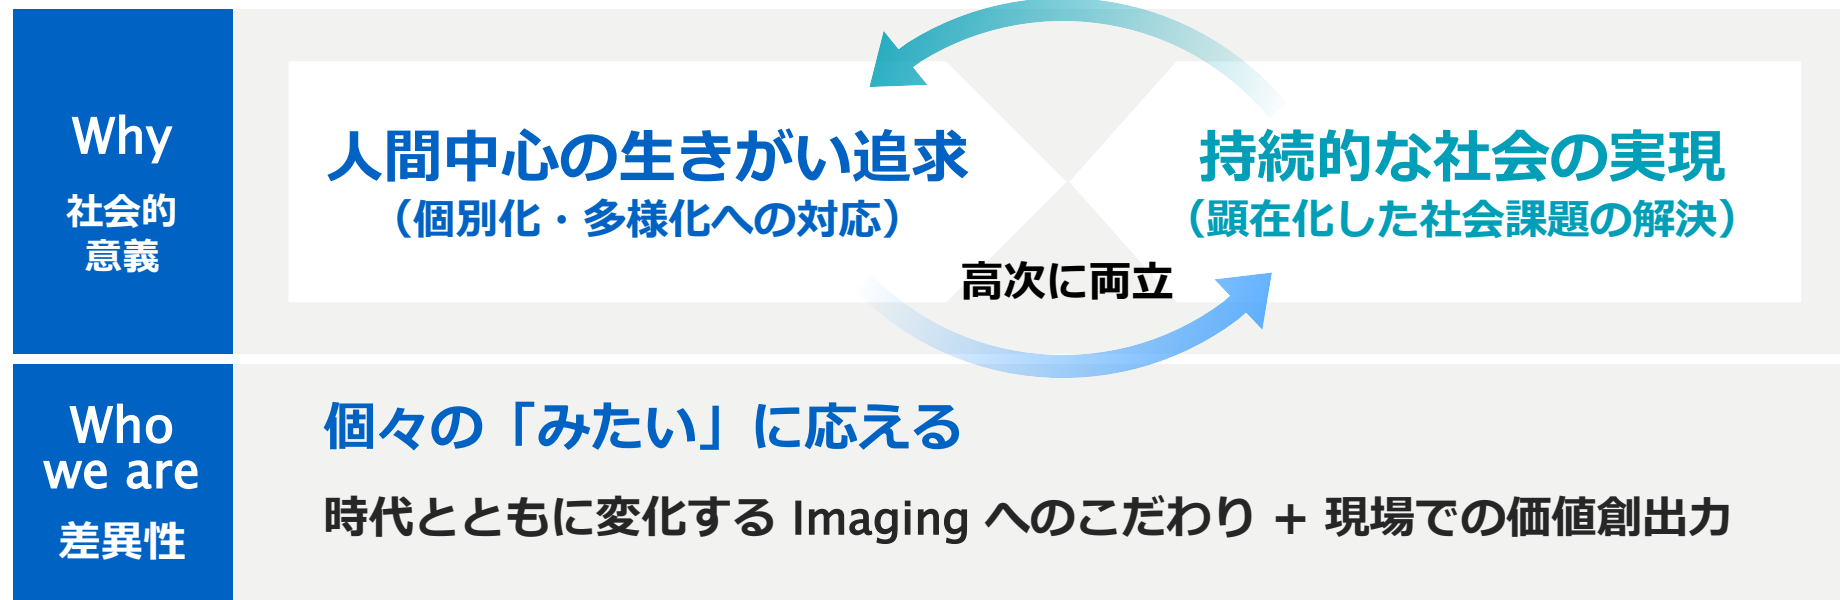 Why
社会的
意義
人間中心の生きがい追求
（個別化・多様化への対応）
持続的な社会の実現
（顕在化した社会課題の解決）
高次に両立
Who
we are
差異性
個々の「みたい」に応える
時代とともに変化する Imaging へのこだわり + 現場での価値創出力